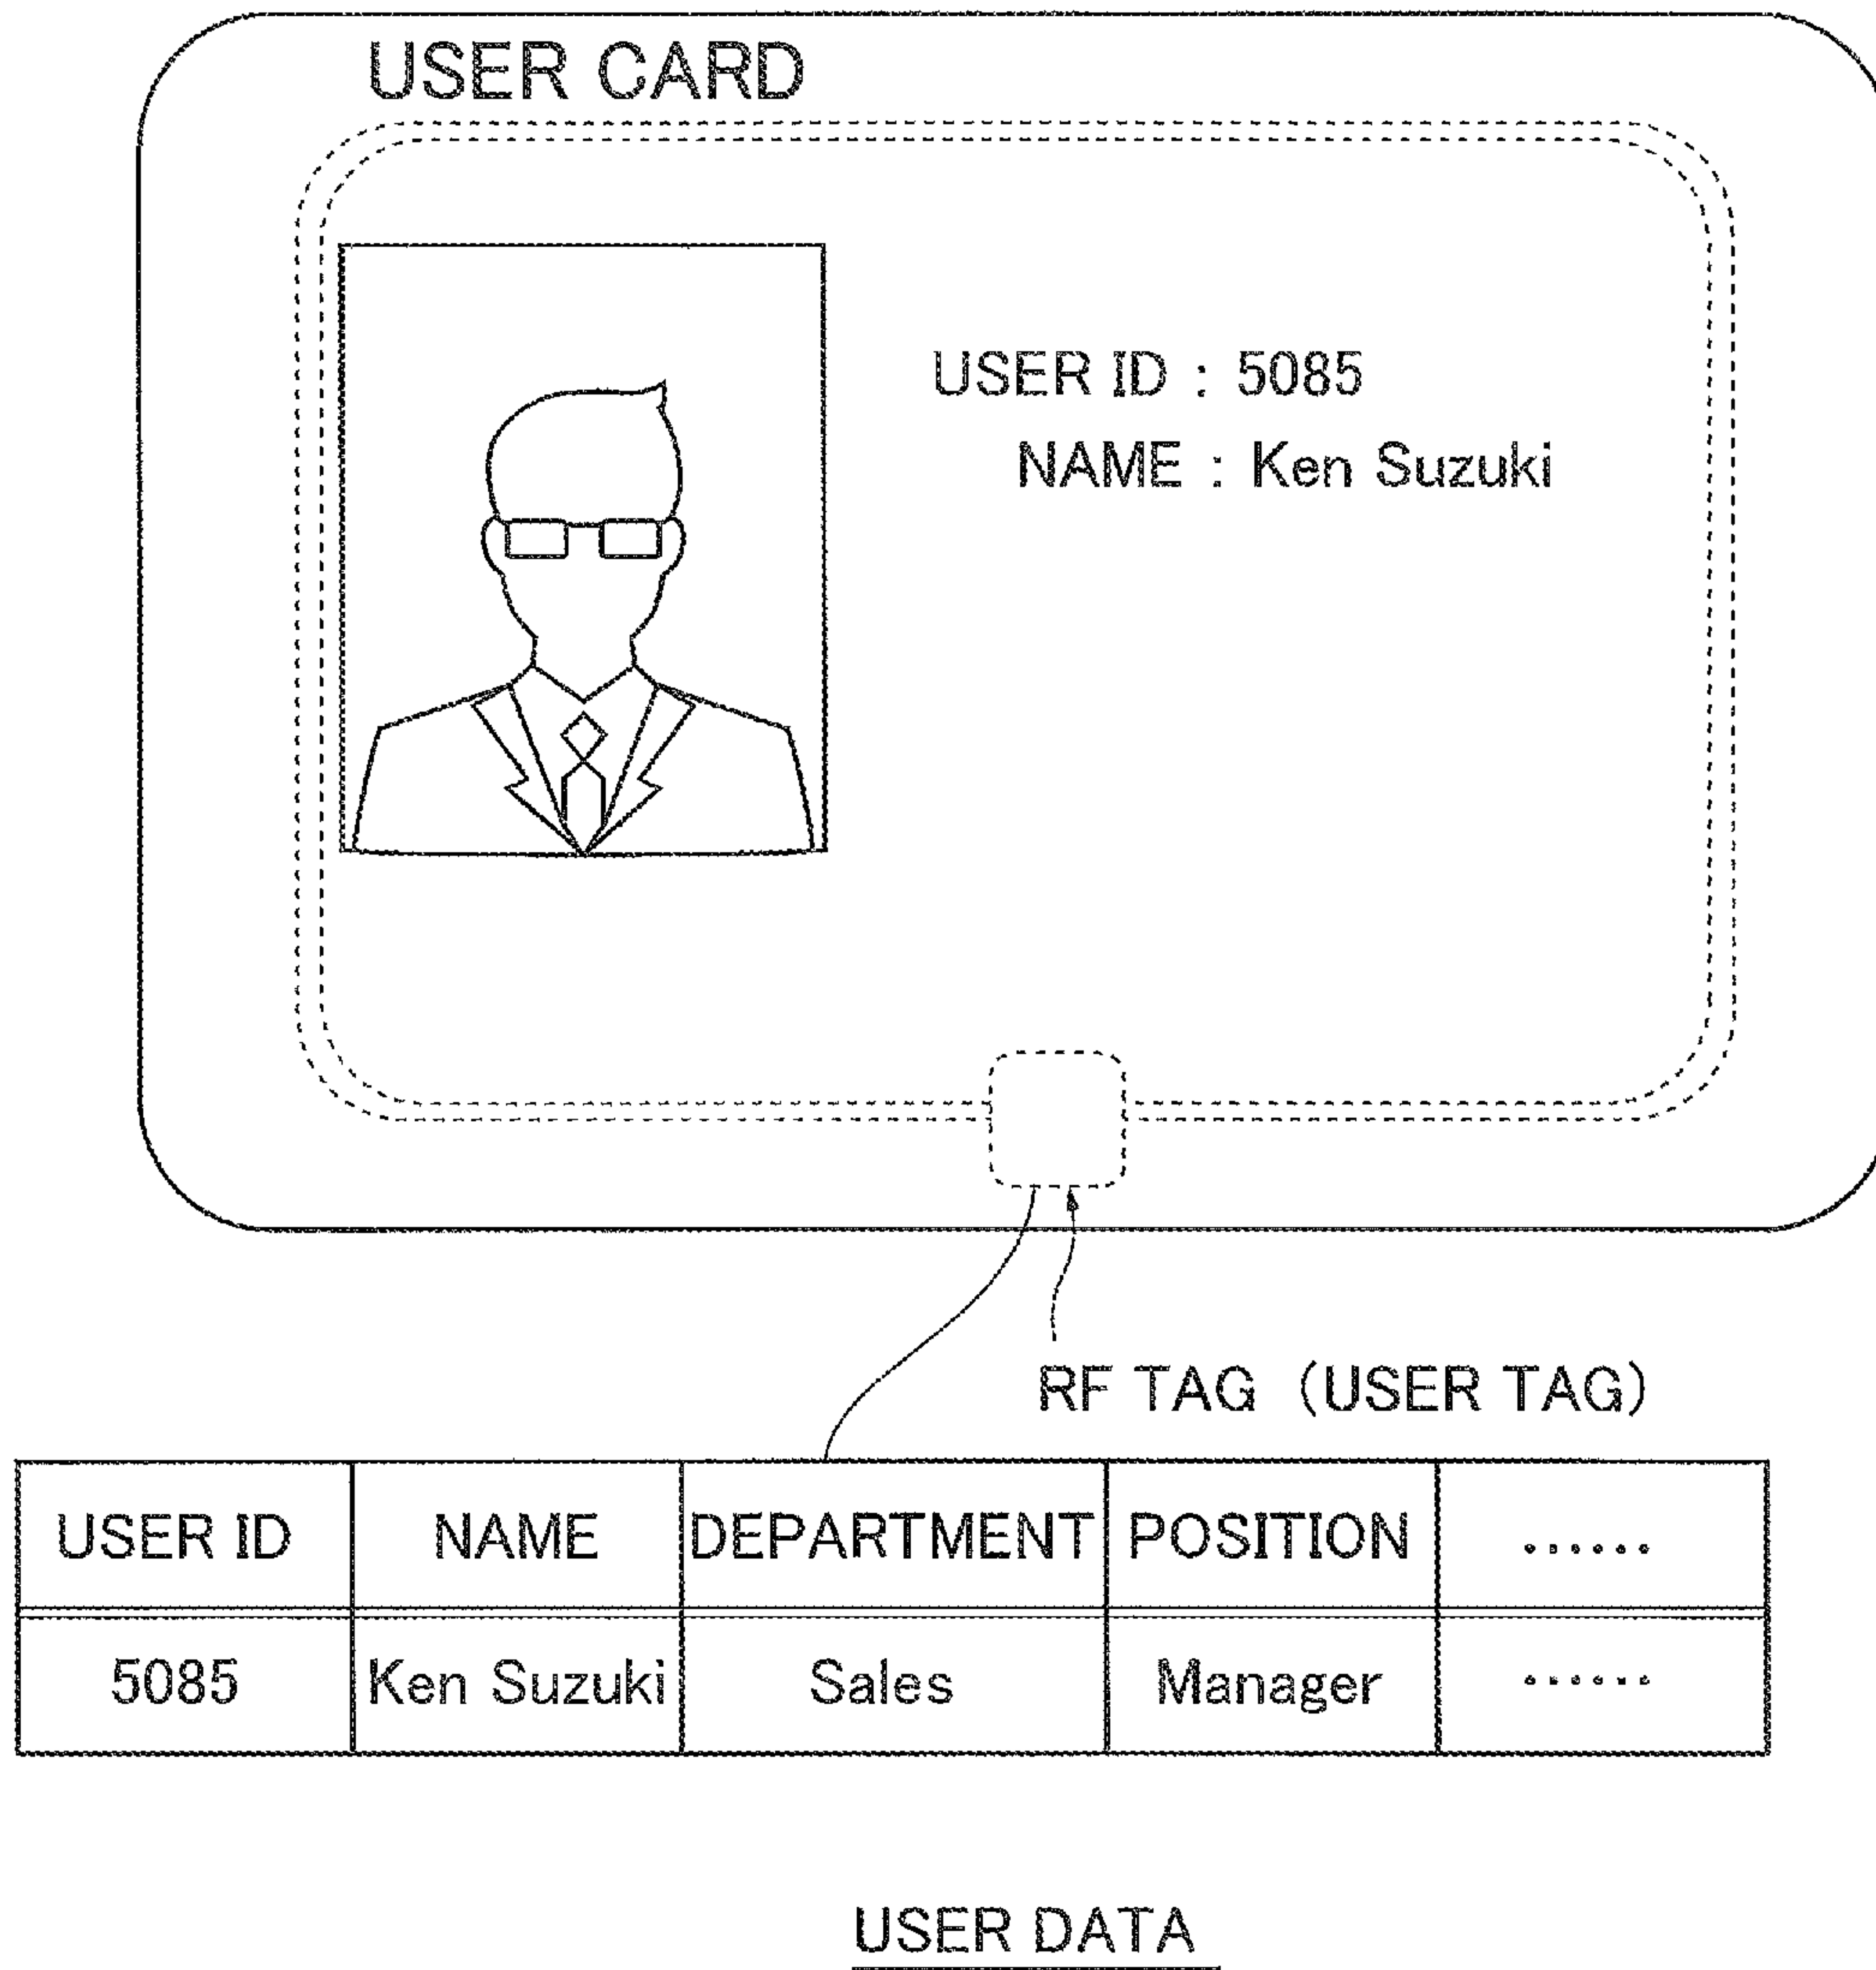 USER CARD
USER ID : 5085
NAME : Ken Suzuki
RF TAG (USER TAG)
USER ID NAME DEPARTMENT POSITION ......
5085 Ken Suzuki Sales Manager ......
USER DATA